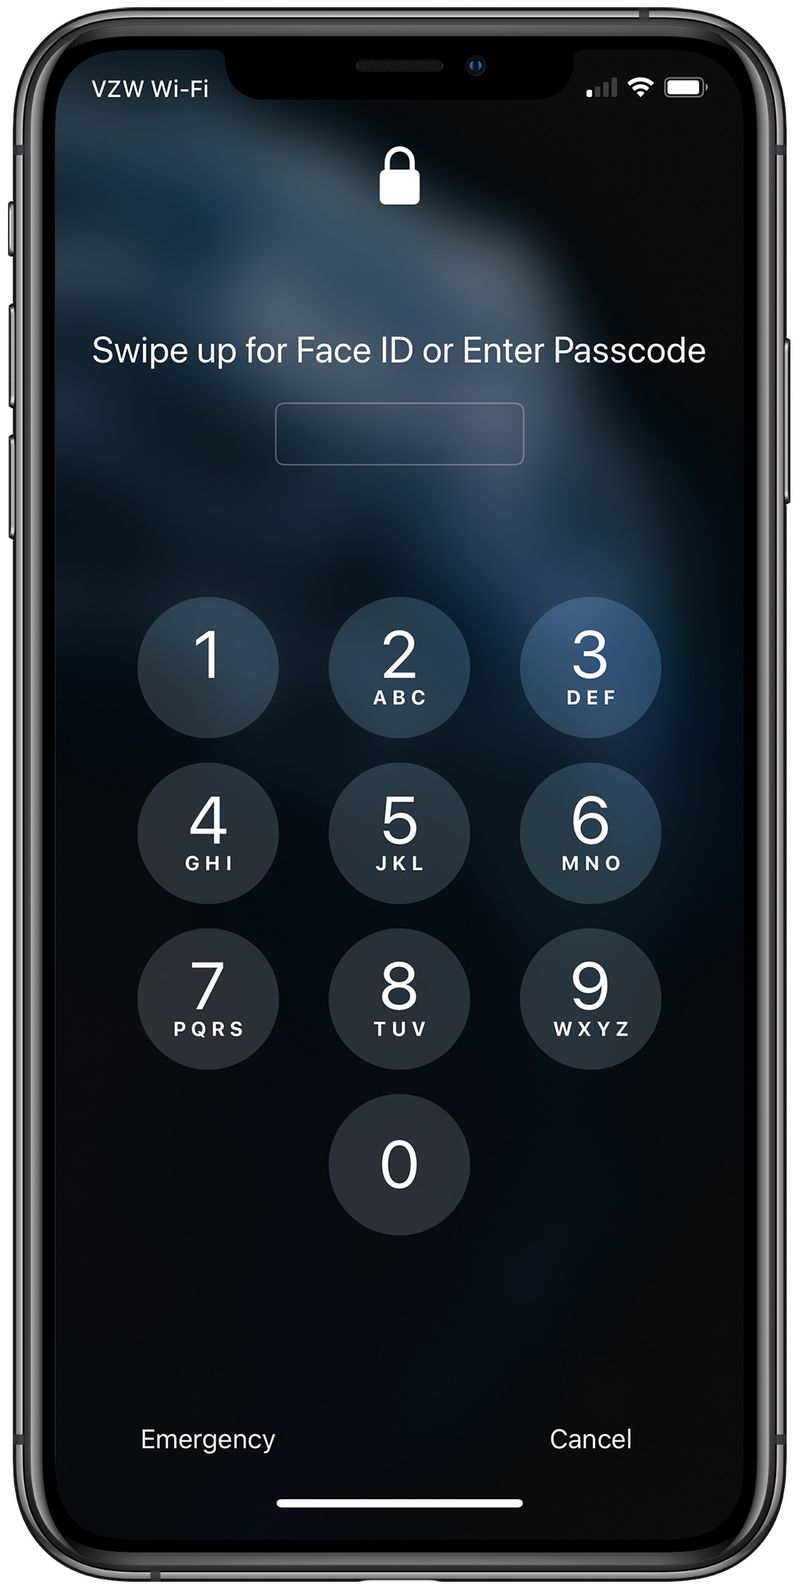 VZW Wi-Fi
Swipe up for Face ID or Enter Passcode
1
2
3
ABC
DEF
4
5
6
GHI
JKL
MNO
7
8
9
PQRS
TUV
WXYZ
0
Emergency
Cancel